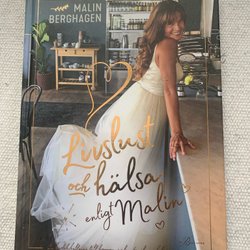 MALIN
BERGHAGEN
Livslust
och hälsa
enligt
Malin